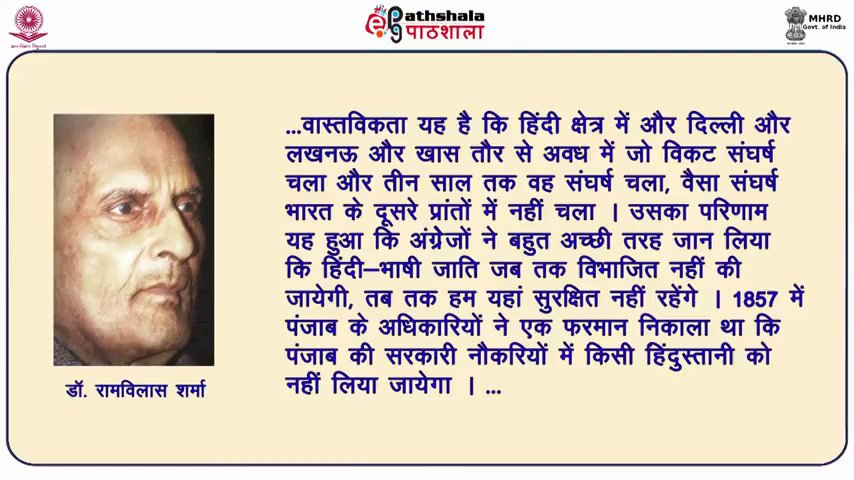 ePathshala
पाठशाला
MHRD
Govt. of India
...वास्तविकता यह है कि हिंदी क्षेत्र में और दिल्ली और
लखनऊ और खास तौर से अवध में जो विकट संघर्ष
चला और तीन साल तक वह संघर्ष चला, वैसा संघर्ष
भारत के दूसरे प्रांतों में नहीं चला । उसका परिणाम
यह हुआ कि अंग्रेजों ने बहुत अच्छी तरह जान लिया
कि हिंदी–भाषी जाति जब तक विभाजित नहीं की
जायेगी, तब तक हम यहां सुरक्षित नहीं रहेंगे । 1857 में
पंजाब के अधिकारियों ने एक फरमान निकाला था कि
पंजाब की सरकारी नौकरियों में किसी हिंदुस्तानी को
नहीं लिया जायेगा । ...
डॉ. रामविलास शर्मा